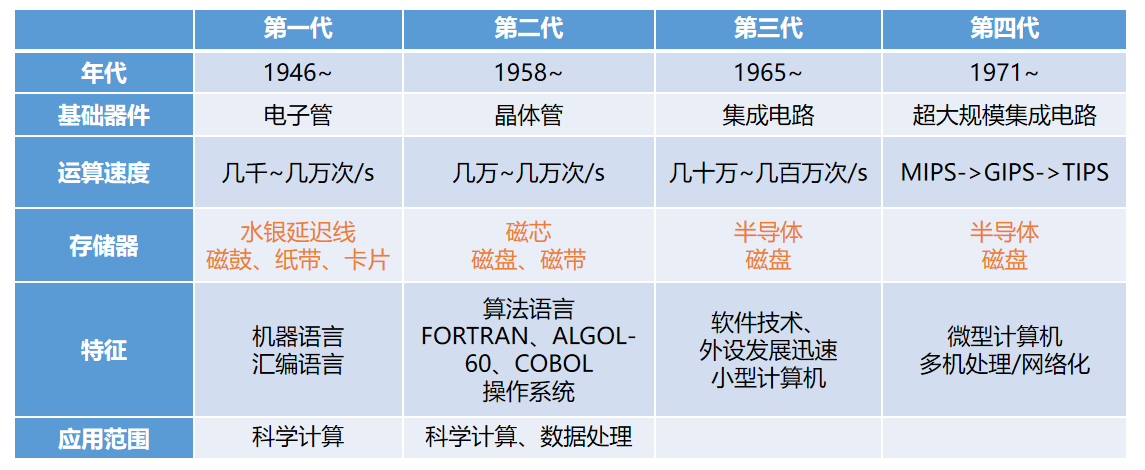 第一代 第二代 第三代 第四代
年代 1946~ 1958~ 1965~ 1971~
基础器件 电子管 晶体管 集成电路 超大规模集成电路
运算速度 几千~几万次/s 几万~几万次/s 几十万~几百万次/s MIPS->GIPS->TIPS
存储器 水银延迟线 磁鼓、纸带、卡片 磁芯 磁盘、磁带 半导体 磁盘 半导体 磁盘
特征 机器语言 汇编语言 算法语言 FORTRAN、ALGOL-60、COBOL 操作系统 软件技术、 外设发展迅速 小型计算机 微型计算机 多机处理/网络化
应用范围 科学计算 科学计算、数据处理